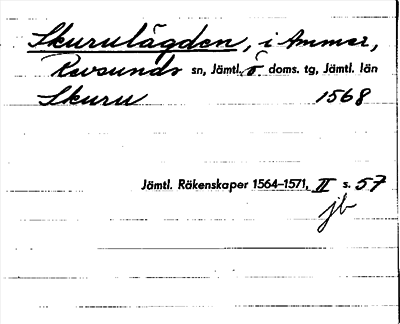 Skurulägden, i Ammer,
Revsunds sn, Jämtl. ö doms. tg, Jämtl. län
Skuru 1568
Jämtl. Räkenskaper 1564–1571, II s. 57
jb